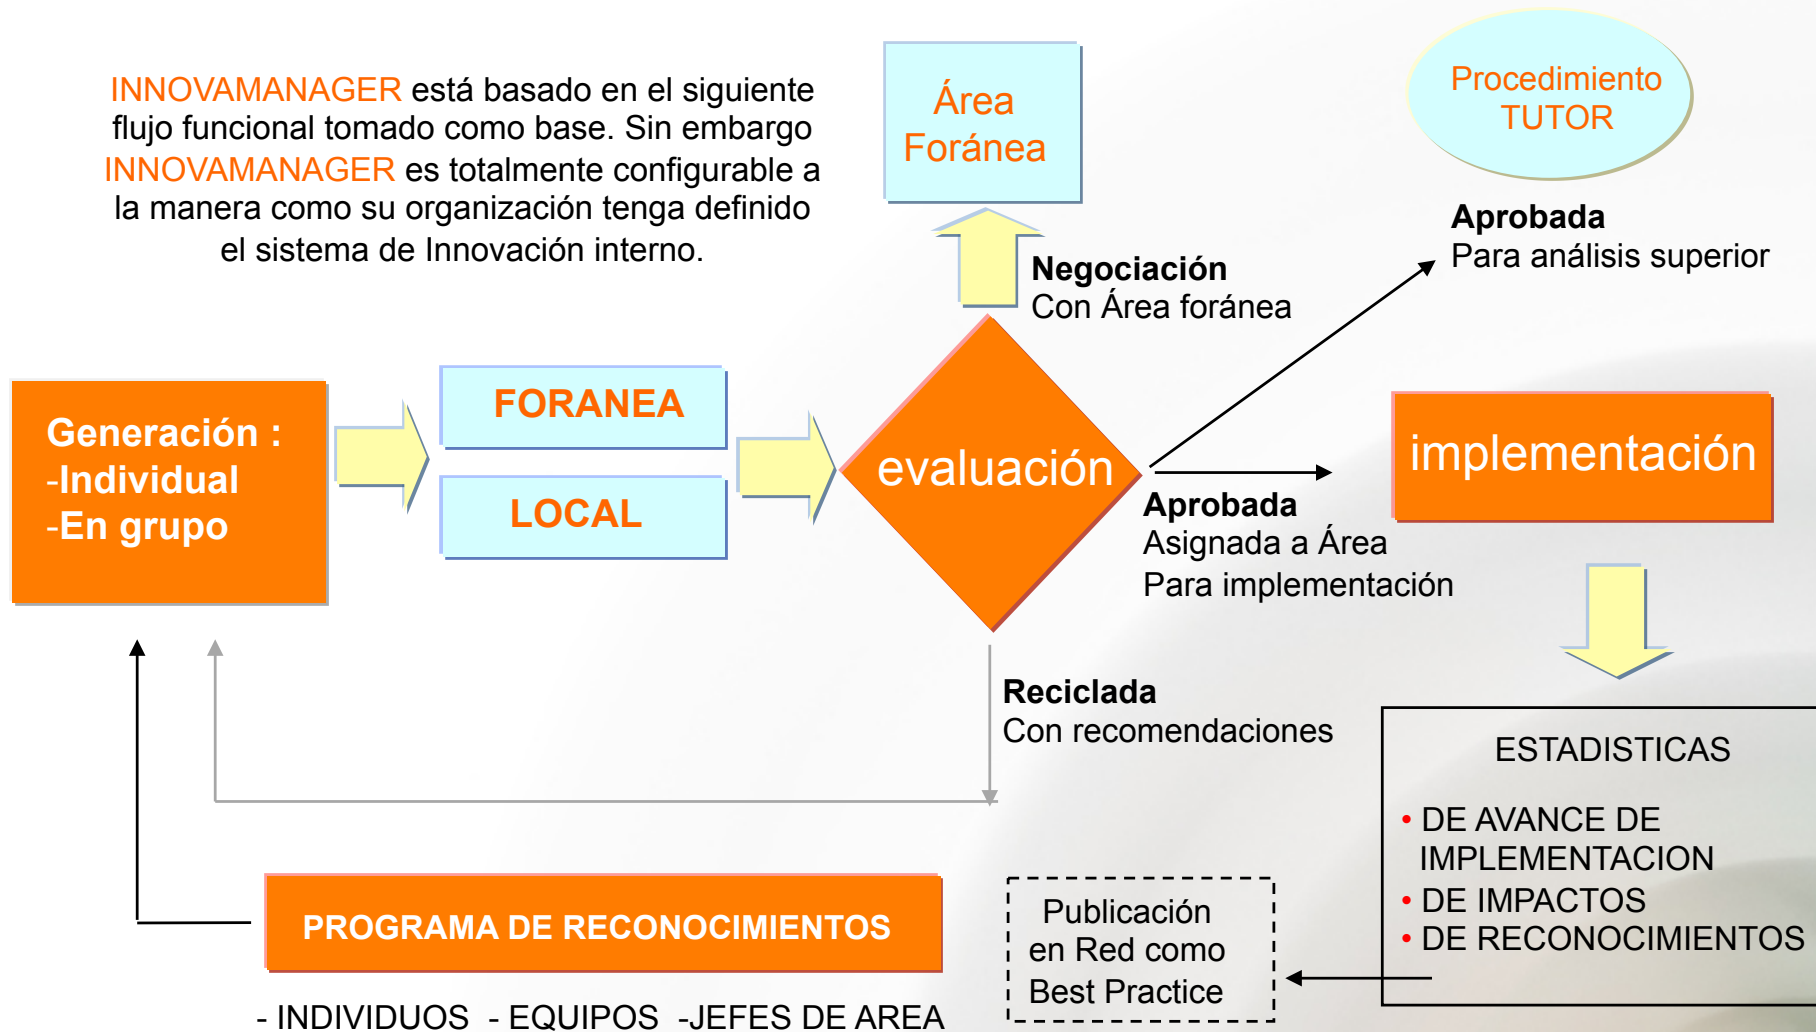 INNOVAMANAGER está basado en el siguiente
flujo funcional tomado como base. Sin embargo
INNOVAMANAGER es totalmente configurable a
la manera como su organización tenga definido
el sistema de Innovación interno.
Área
Foránea
Procedimiento
TUTOR
Aprobada
Para análisis superior
Negociación
Con Área foránea
Generación :
-Individual
-En grupo
FORANEA
LOCAL
evaluación
implementación
Aprobada
Asignada a Área
Para implementación
Reciclada
Con recomendaciones
ESTADISTICAS
• DE AVANCE DE
IMPLEMENTACION
• DE IMPACTOS
• DE RECONOCIMIENTOS
Publicación
en Red como
Best Practice
PROGRAMA DE RECONOCIMIENTOS
- INDIVIDUOS - EQUIPOS -JEFES DE AREA